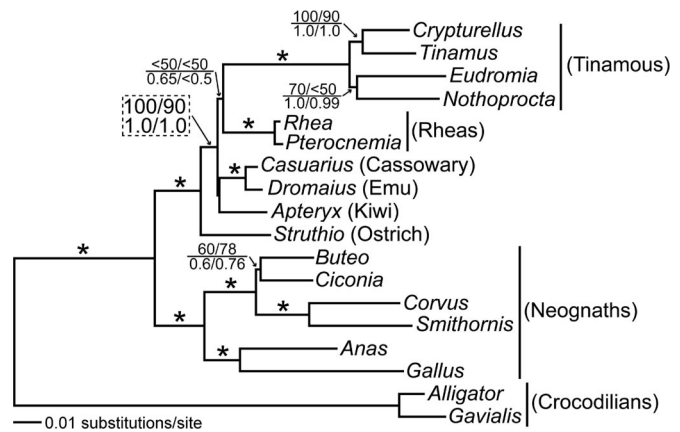 100/90
1.0/1.0
Crypturellus
Tinamus
*
<50/<50
0.65/<0.5
(Tinamous)
Eudromia
70/<50
1.0/0.99
Nothoprocta
100/90
1.0/1.0
*
Rhea
Pterocnemia
(Rheas)
*
Casuarius (Cassowary)
Dromaius (Emu)
*
Apteryx (Kiwi)
Struthio (Ostrich)
*
60/78
0.6/0.76
Buteo
Ciconia
*
*
Corvus
Smithornis
(Neognaths)
*
*
Anas
Gallus
Alligator
Gavialis
(Crocodilians)
0.01 substitutions/site